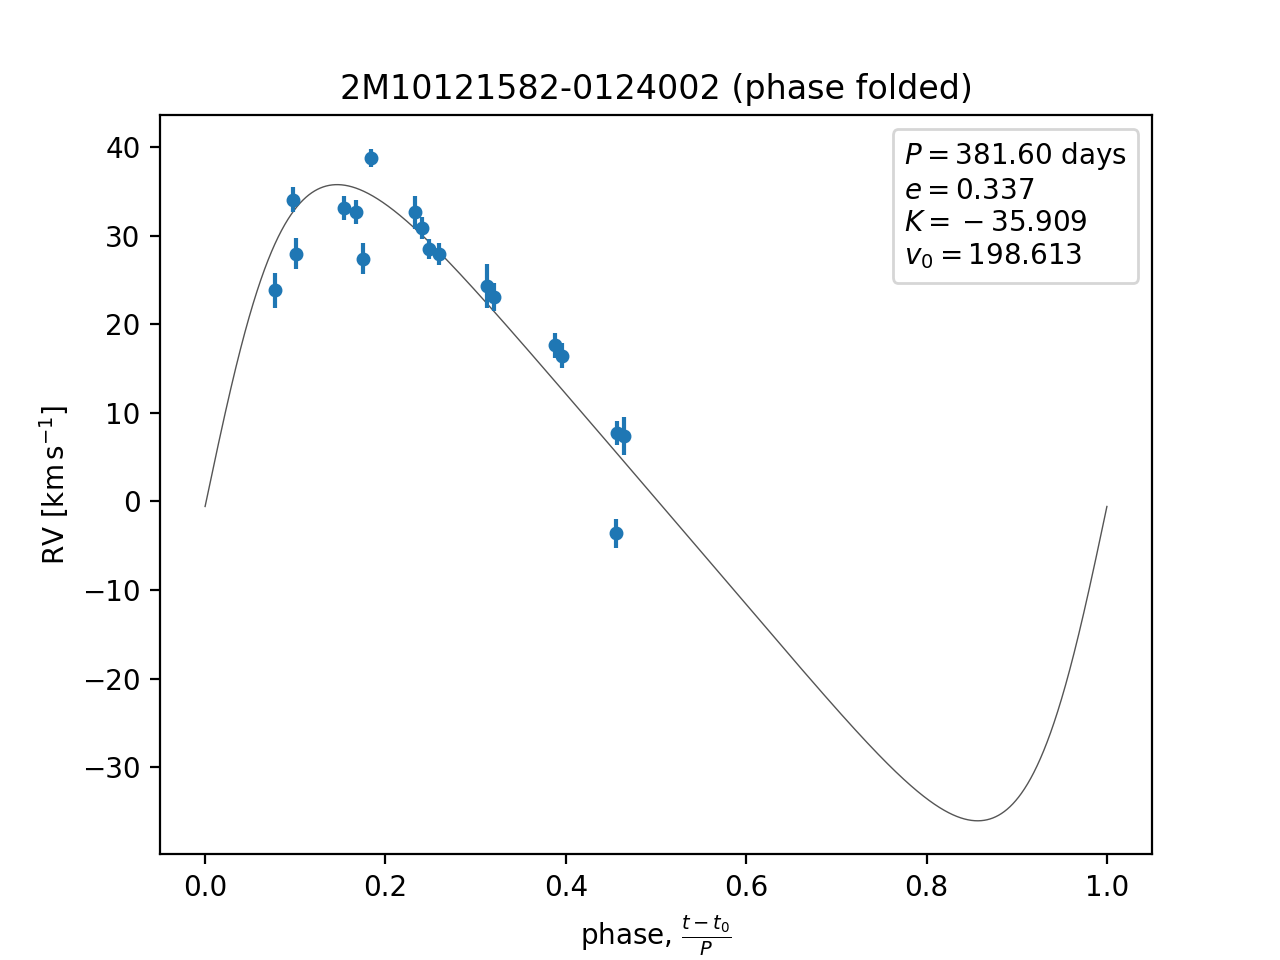 2M10121582-0124002 (phase folded)
P = 381.60 days
e = 0.337
K = − 35.909
v₀ = 198.613
40
30
20
10
0
−10
−20
−30
RV [km s⁻¹]
0.0 0.2 0.4 0.6 0.8 1.0
phase, (t − t₀)/P